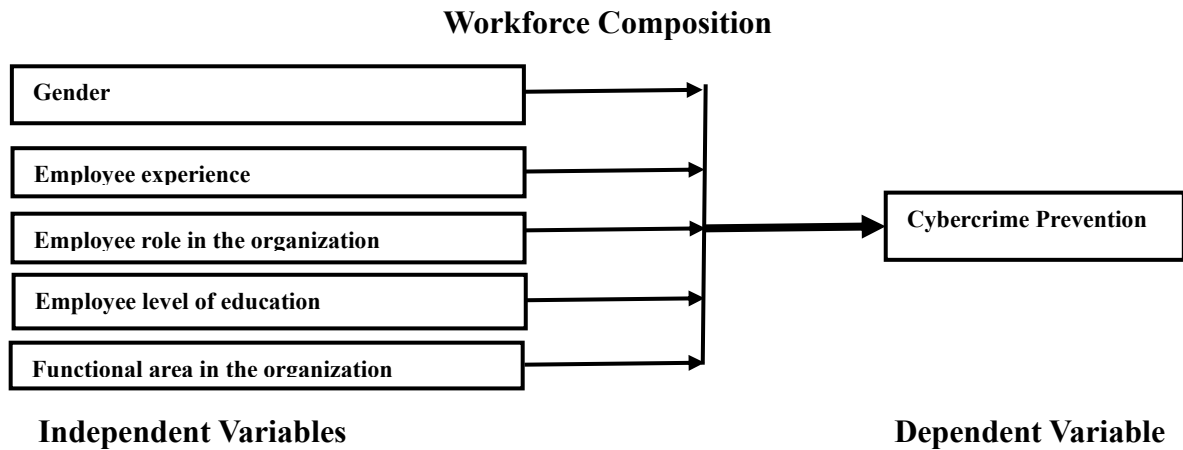 Workforce Composition
Gender
Employee experience
Employee role in the organization
Employee level of education
Functional area in the organization
Cybercrime Prevention
Independent Variables
Dependent Variable